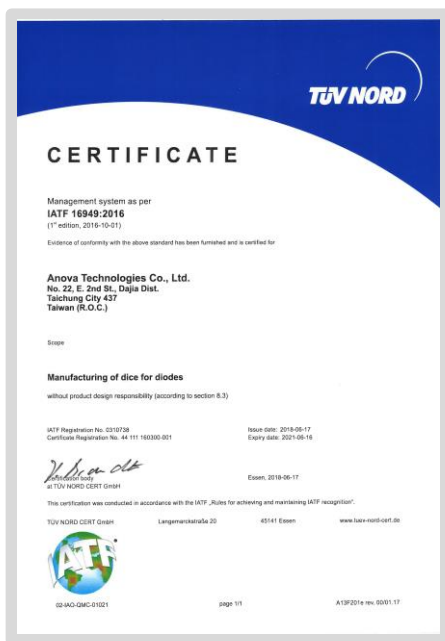 TÜV NORD
CERTIFICATE
Management system as per
IATF 16949:2016
(1st edition, 2016-10-01)
Evidence of conformity with the above standard has been furnished and is certified for
Anova Technologies Co., Ltd.
No. 22, E. 2nd St., Dajia Dist.
Taichung City 437
Taiwan (R.O.C.)
Scope
Manufacturing of dice for diodes
without product design responsibility (according to section 8.3)
IATF Registration No. 0310738 Issue date: 2018-06-17
Certificate Registration No. 44 111 160300-001 Expiry date: 2021-06-16
Certification body Essen, 2018-06-17
at TÜV NORD CERT GmbH
This certification was conducted in accordance with the IATF „Rules for achieving and maintaining IATF recognition".
TÜV NORD CERT GmbH Langemarckstraße 20 45141 Essen www.tuev-nord-cert.de
IATF
02-IAO-QMC-01021 page 1/1 A13F201e rev. 00/01.17